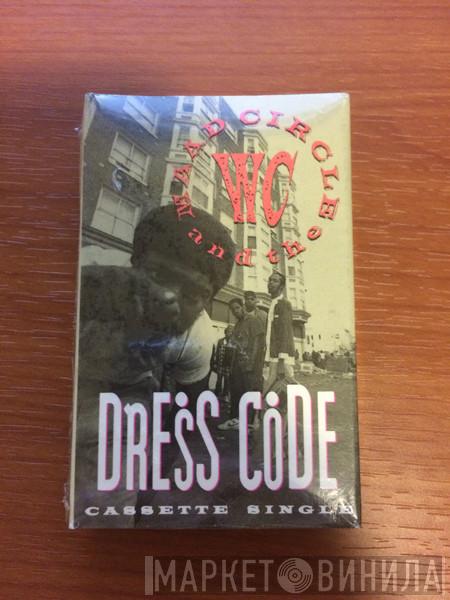 WC
and the
MAAD CIRCLE
DRESS CODE
CASSETTE SINGLE
МАРКЕТ ВИНИЛА